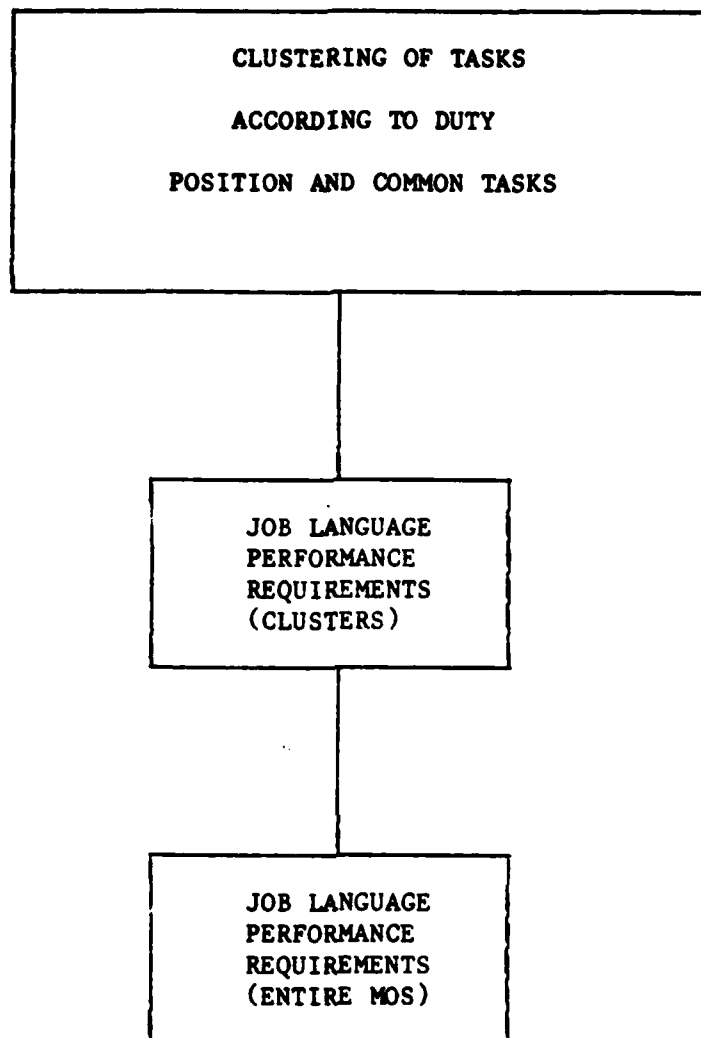 CLUSTERING OF TASKS
ACCORDING TO DUTY
POSITION AND COMMON TASKS
JOB LANGUAGE
PERFORMANCE
REQUIREMENTS
(CLUSTERS)
JOB LANGUAGE
PERFORMANCE
REQUIREMENTS
(ENTIRE MOS)